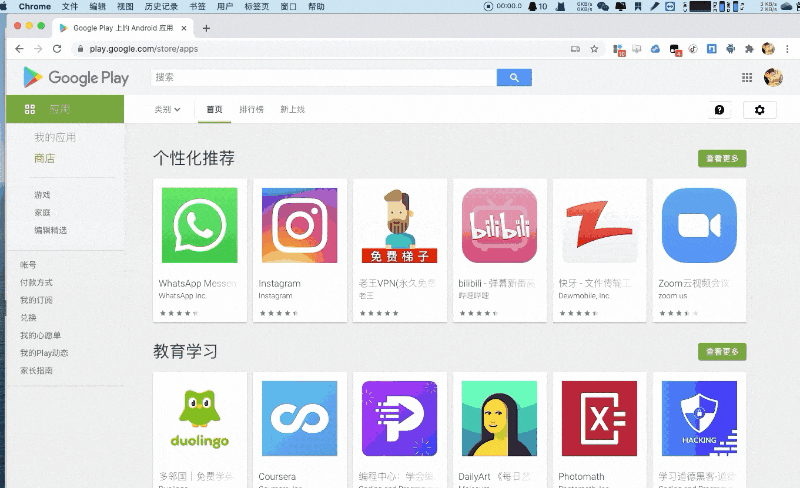 Chrome 文件 编辑 视图 历史记录 书签 用户 标签页 窗口 帮助
00:00.0 10 0KB/s 0KB/s 3 KB/s 2 KB/s
Google Play 上的 Android 应用
play.google.com/store/apps
Google Play 搜索
应用 类别 首页 排行榜 新上线
我的应用
商店
游戏
家庭
编辑精选
帐号
付款方式
我的订阅
兑换
我的心愿单
我的Play动态
家长指南
个性化推荐 查看更多
免费梯子
bilibili
WhatsApp Messen
WhatsApp Inc.
Instagram
Instagram
老王VPN(永久免费
老王
bilibili - 弹幕新番
哔哩哔哩
快牙 - 文件传输工
Dewmobile, Inc.
Zoom云视频会议
zoom.us
教育学习 查看更多
duolingo
HACKING
多邻国 | 免费学
Coursera
编程中心：学会编
DailyArt 《每日艺
Photomath
学习道德黑客